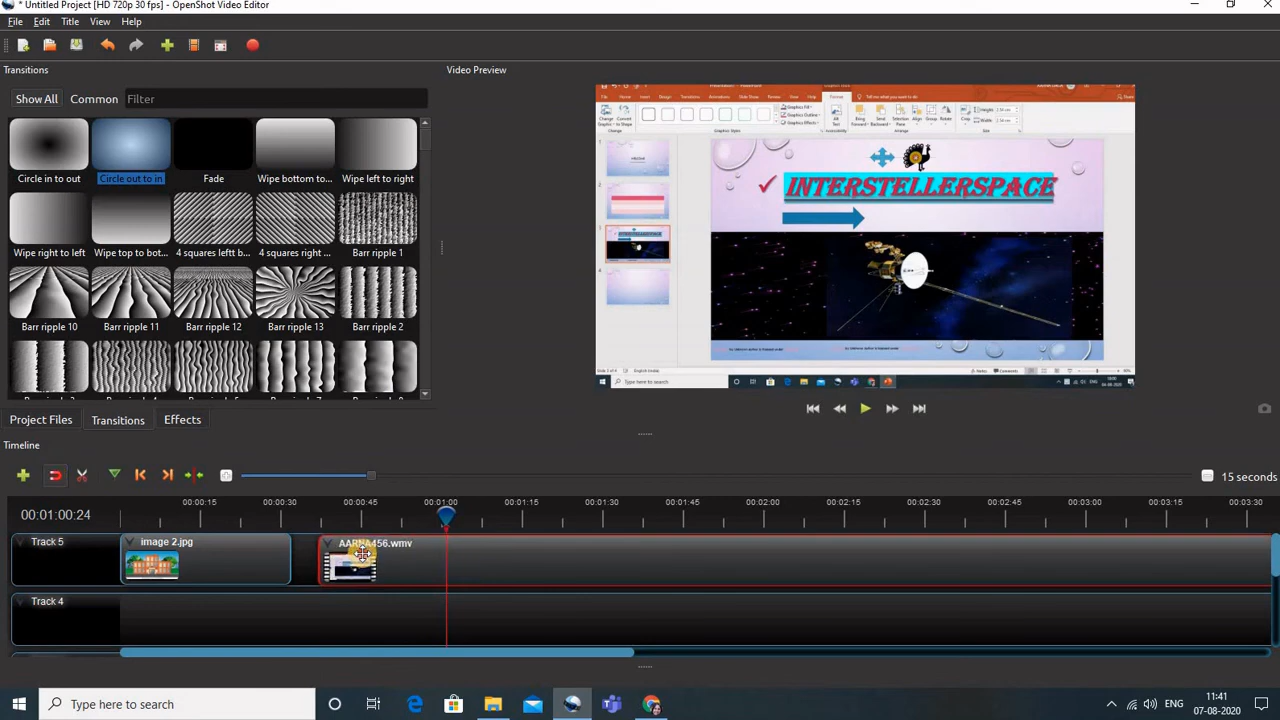 * Untitled Project [HD 720p 30 fps] - OpenShot Video Editor
File Edit Title View Help
Transitions
Video Preview
Show All Common Filter
Circle in to out Circle out to in Fade Wipe bottom to... Wipe left to right
Wipe right to left Wipe top to bot... 4 squares left t... 4 squares right ... Barr ripple 1
Barr ripple 10 Barr ripple 11 Barr ripple 12 Barr ripple 13 Barr ripple 2
INTERSTELLERSPACE
Type here to search
Project Files Transitions Effects
Timeline
15 seconds
00:01:00:24
00:00:15 00:00:30 00:00:45 00:01:00 00:01:15 00:01:30 00:01:45 00:02:00 00:02:15 00:02:30 00:02:45 00:03:00 00:03:15 00:03:30
Track 5 image 2.jpg AARNA456.wmv
Track 4
Type here to search
ENG 11:41
07-08-2020